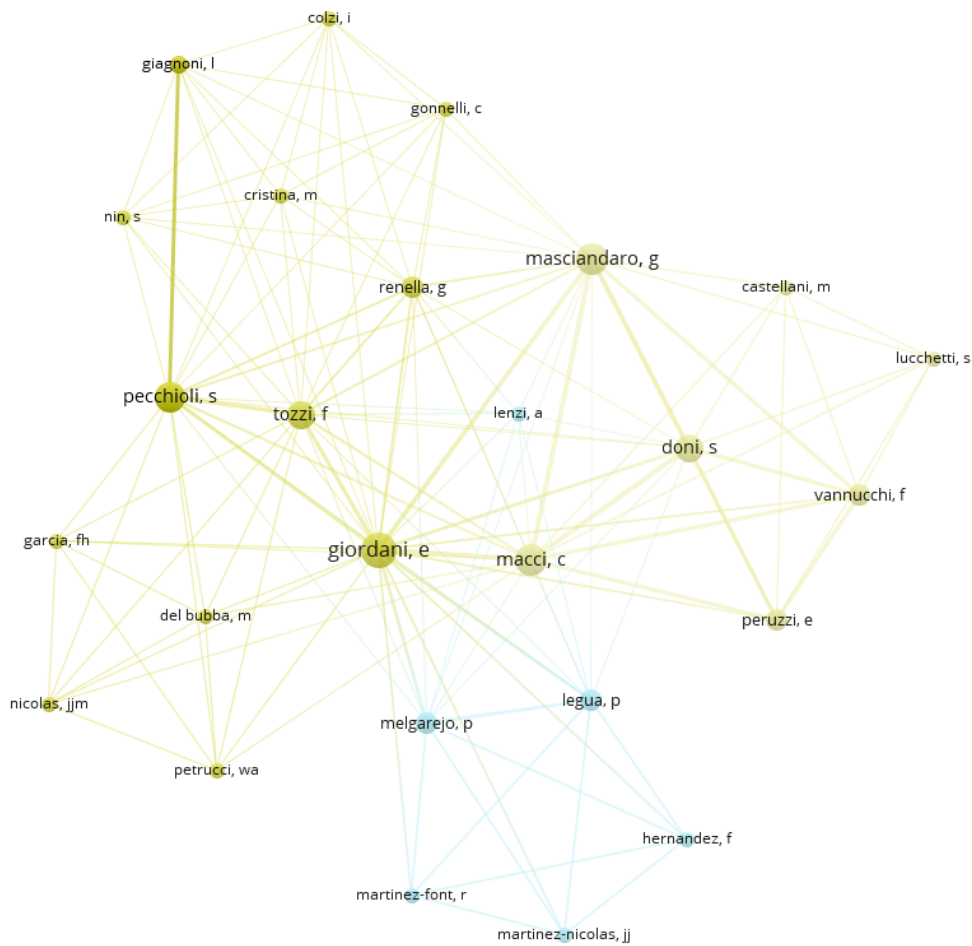 colzi, i
giagnoni, l
gonnelli, c
cristina, m
nin, s
masciandaro, g
renella, g
castellani, m
lucchetti, s
pecchioli, s
tozzi, f
lenzi, a
doni, s
vannucchi, f
garcia, fh
giordani, e
macci, c
del bubba, m
peruzzi, e
nicolas, jjm
melgarejo, p
legua, p
petrucci, wa
hernandez, f
martinez-font, r
martinez-nicolas, jj